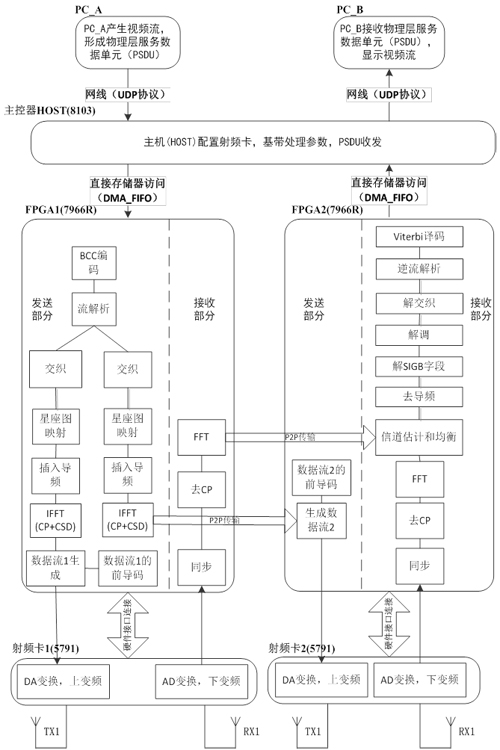 PC_A
PC_B
PC_A产生视频流,
形成物理层服务数
据单元（PSDU）
PC_B接收物理层服务
数据单元（PSDU），
显示视频流
网线（UDP协议）
网线（UDP协议）
主控器HOST(8103)
主机(HOST)配置射频卡，基带处理参数，PSDU收发
直接存储器访问
（DMA_FIFO）
直接存储器访问
（DMA_FIFO）
FPGA1(7966R)
FPGA2(7966R)
发送
部分
BCC编
码
流解析
交织
交织
星座图
映射
星座图
映射
插入导
频
插入导
频
IFFT
(CP+CSD)
IFFT
(CP+CSD)
数据流1生
成
数据流1的
前导码
接收
部分
FFT
去CP
同步
P2P传输
P2P传输
发送
部分
数据流2的
前导码
生成数
据流2
接收
部分
Viterbi译码
逆流解析
解交织
解调
解SIGB字段
去导频
信道估计和均衡
FFT
去CP
同步
硬件接口连接
硬件接口连接
射频卡1(5791)
射频卡2(5791)
DA变换，上变频
AD变换，下变频
DA变换，上变频
AD变换，下变频
TX1
RX1
TX1
RX1